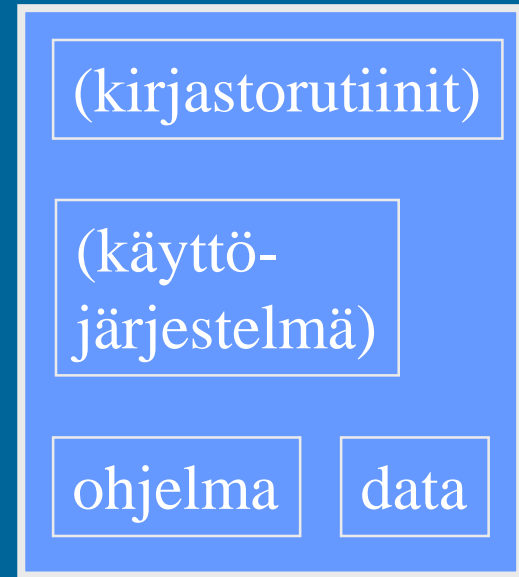 (kirjastorutiinit)
(käyttö-
järjestelmä)
ohjelma
data